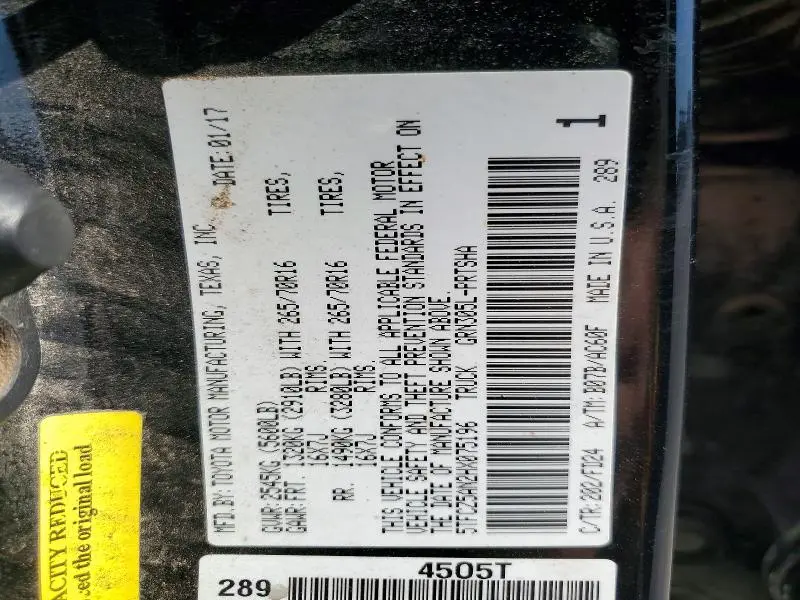 MFD.BY: TOYOTA MOTOR MANUFACTURING, TEXAS, INC. DATE:01/17
GVWR:2545KG (5600LB)
GAWR:FRT. 1320KG (2910LB) WITH 265/70R16 TIRES,
16X7J RIMS
RR. 1490KG (3280LB) WITH 265/70R16 TIRES,
16X7J RIMS
THIS VEHICLE CONFORMS TO ALL APPLICABLE FEDERAL MOTOR
VEHICLE SAFETY AND THEFT PREVENTION STANDARDS IN EFFECT ON
THE DATE OF MANUFACTURE SHOWN ABOVE.
5TFCZ5AN2HX075196 TRUCK GRN305L-PRTSHA
1
C/TR:202/FD24 A/TM:B07B/AC60F MADE IN U.S.A. 289
ACITY REDUCED
ced the original load
289 4505T